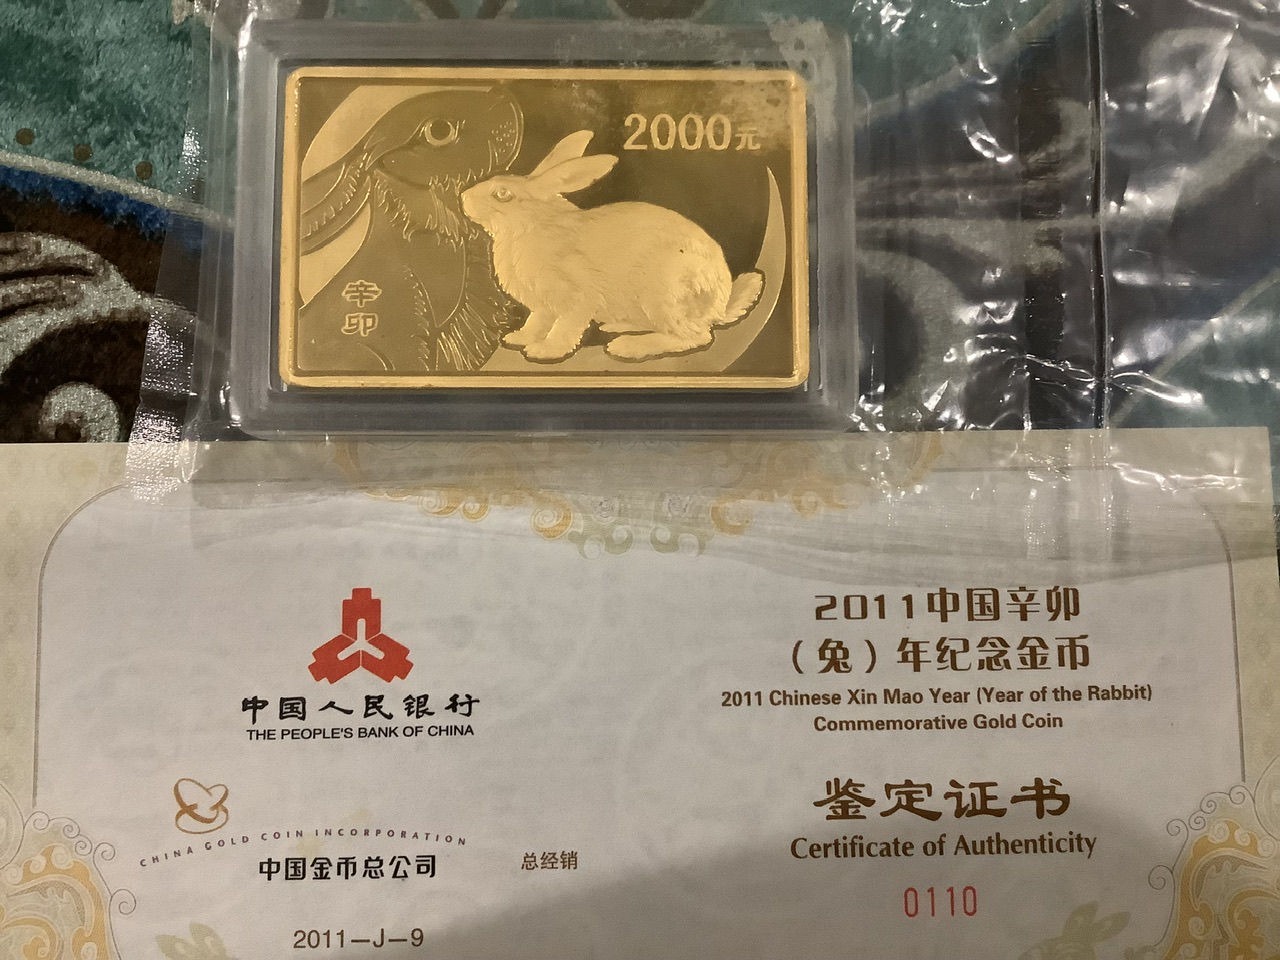 2000元
辛
卯
中国人民银行
THE PEOPLE'S BANK OF CHINA
CHINA GOLD COIN INCORPORATION
中国金币总公司
总经销
2011—J—9
2011中国辛卯
（兔）年纪念金币
2011 Chinese Xin Mao Year (Year of the Rabbit)
Commemorative Gold Coin
鉴定证书
Certificate of Authenticity
0110